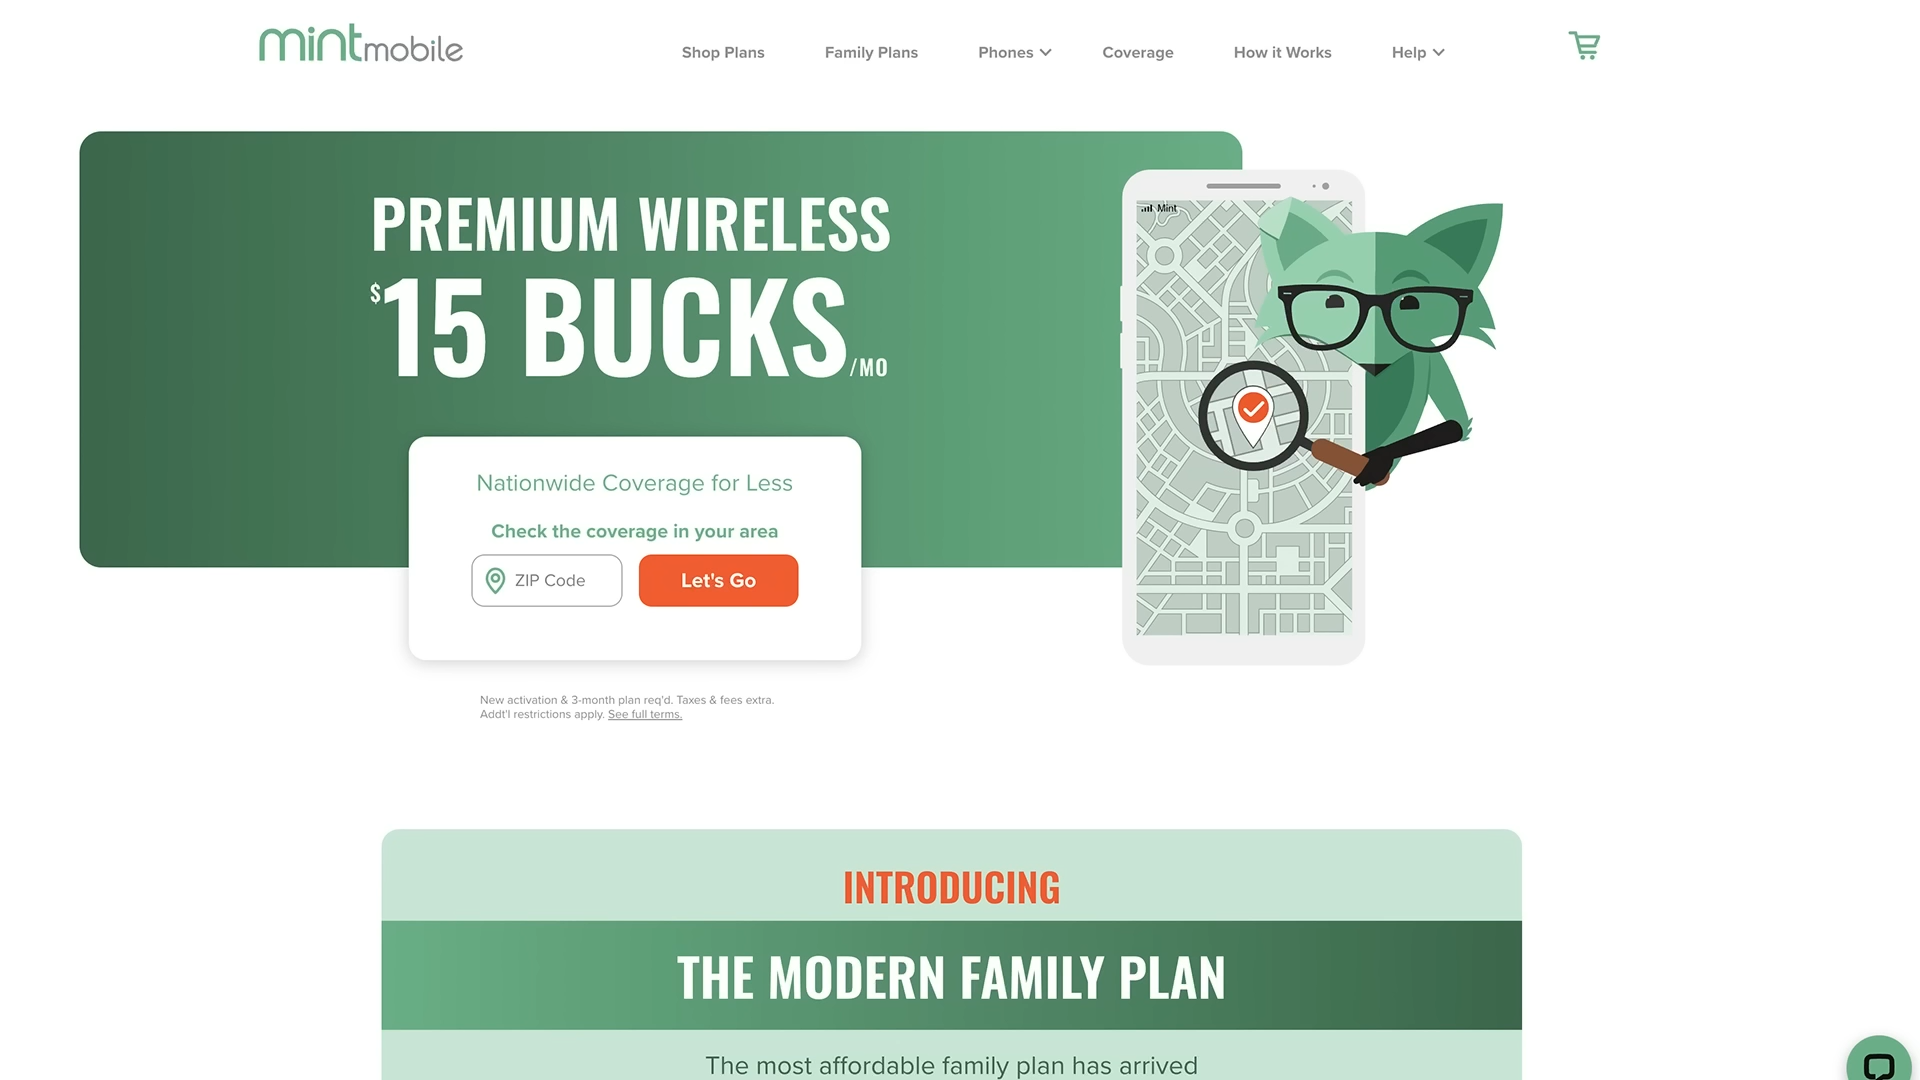 mintmobile
Shop Plans Family Plans Phones Coverage How it Works Help
PREMIUM WIRELESS
$15 BUCKS/MO
Mint
Nationwide Coverage for Less
Check the coverage in your area
ZIP Code Let's Go
New activation & 3-month plan req'd. Taxes & fees extra.
Addt'l restrictions apply. See full terms.
INTRODUCING
THE MODERN FAMILY PLAN
The most affordable family plan has arrived